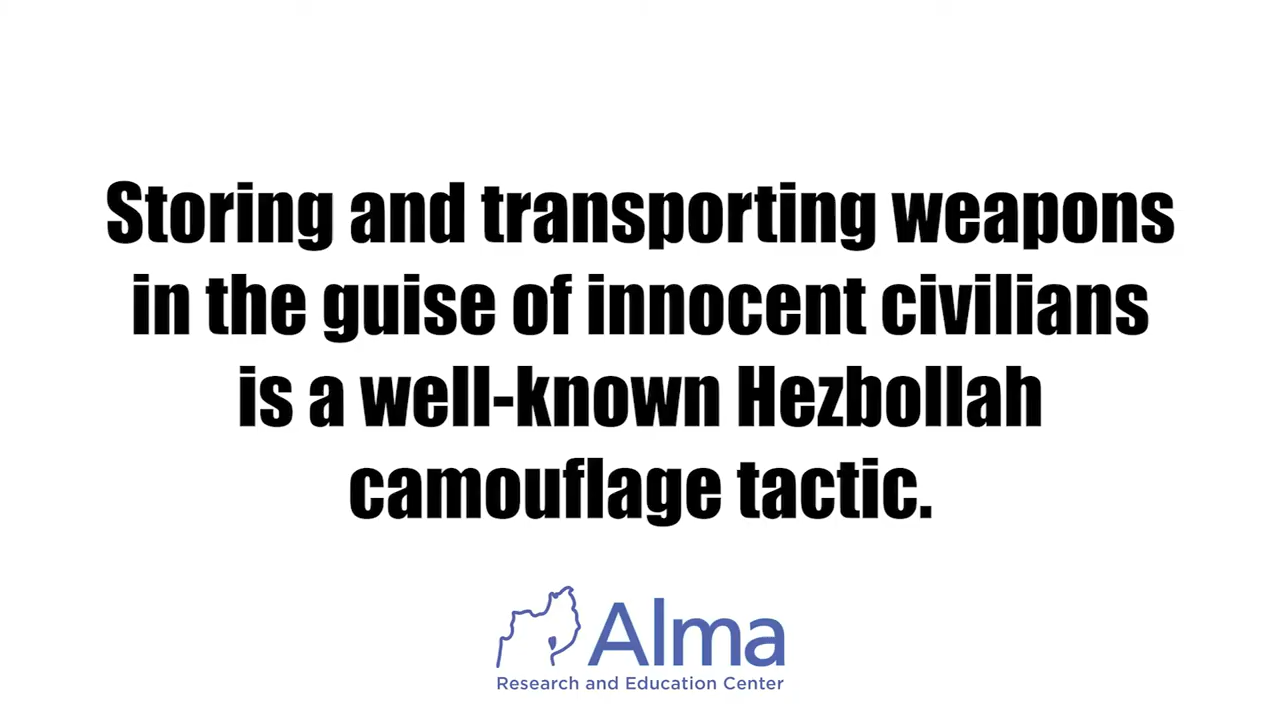 Storing and transporting weapons
in the guise of innocent civilians
is a well-known Hezbollah
camouflage tactic.
Alma
Research and Education Center